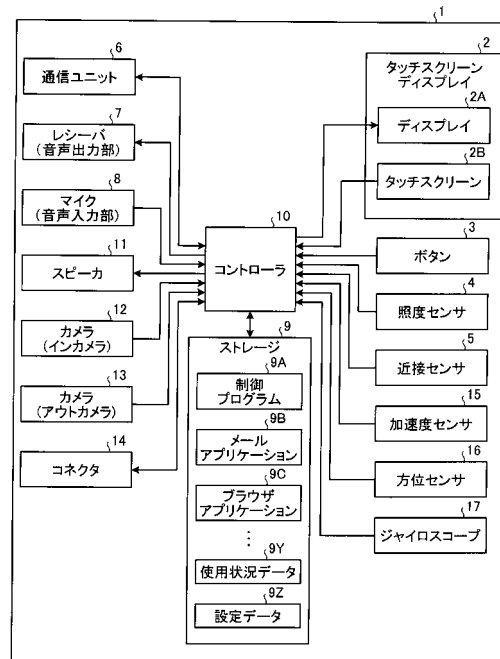 1
6
通信ユニット
7
レシーバ
(音声出力部)
8
マイク
(音声入力部)
11
スピーカ
12
カメラ
(インカメラ)
13
カメラ
(アウトカメラ)
14
コネクタ
10
コントローラ
9
ストレージ
9A
制御
プログラム
9B
メール
アプリケーション
9C
ブラウザ
アプリケーション
⋮
9Y
使用状況データ
9Z
設定データ
2
タッチスクリーン
ディスプレイ
2A
ディスプレイ
2B
タッチスクリーン
3
ボタン
4
照度センサ
5
近接センサ
15
加速度センサ
16
方位センサ
17
ジャイロスコープ